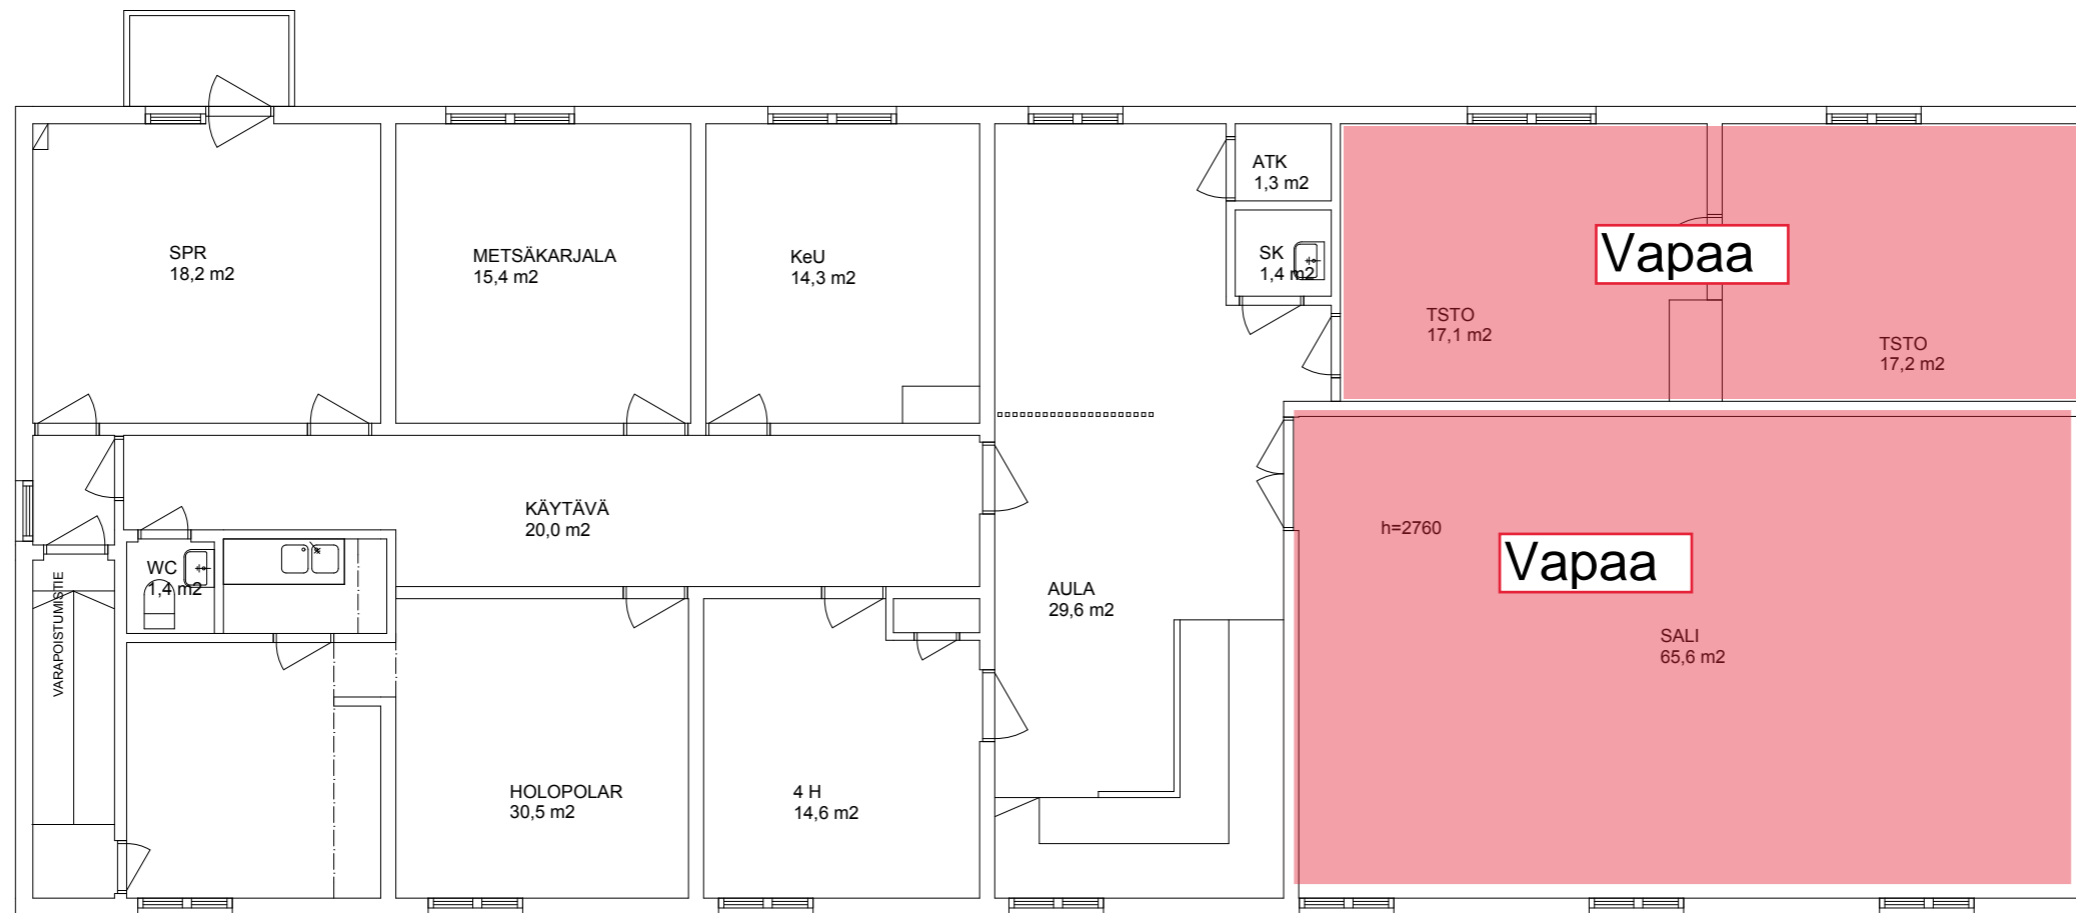 SPR
18,2 m2
METSÄKARJALA
15,4 m2
KeU
14,3 m2
ATK
1,3 m2
SK
1,4 m2
Vapaa
TSTO
17,1 m2
TSTO
17,2 m2
KÄYTÄVÄ
20,0 m2
WC
1,4 m2
VARAPOISTUMISTIE
AULA
29,6 m2
h=2760
Vapaa
SALI
65,6 m2
HOLOPOLAR
30,5 m2
4 H
14,6 m2